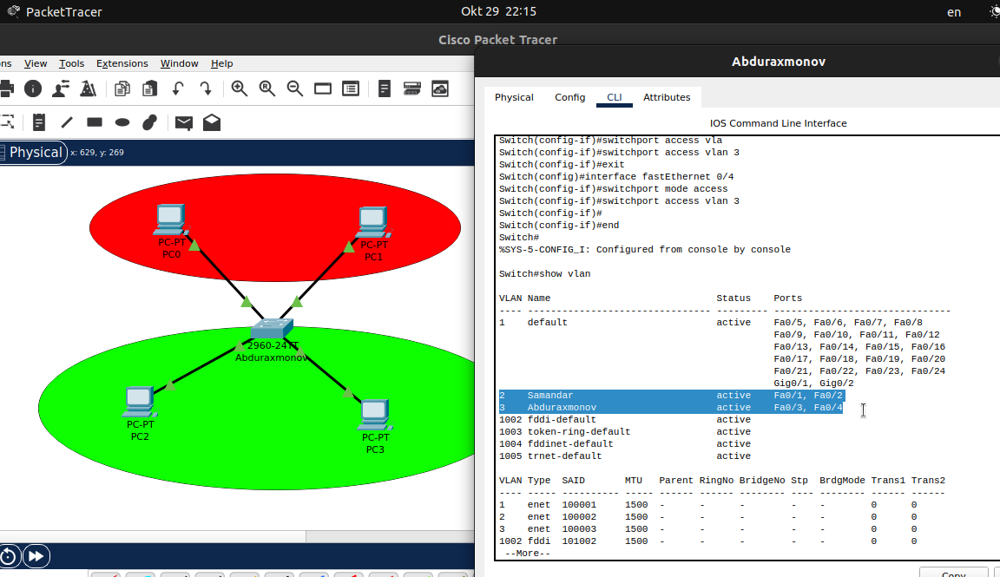 PacketTracer
Okt 29 22:15
en
Cisco Packet Tracer
ns View Tools Extensions Window Help
Abduraxmonov
Physical Config CLI Attributes
IOS Command Line Interface
Physical x: 629, y: 269
PC-PT
PC0
PC-PT
PC1
2960-24TT
Abduraxmonov
PC-PT
PC2
PC-PT
PC3
Switch(config-if)#switchport access vla
Switch(config-if)#switchport access vlan 3
Switch(config-if)#exit
Switch(config)#interface fastEthernet 0/4
Switch(config-if)#switchport mode access
Switch(config-if)#switchport access vlan 3
Switch(config-if)#
Switch(config-if)#end
Switch#
%SYS-5-CONFIG_I: Configured from console by console
Switch#show vlan
VLAN Name Status Ports
---- -------------------------------- --------- -------------------------------
1 default active Fa0/5, Fa0/6, Fa0/7, Fa0/8
Fa0/9, Fa0/10, Fa0/11, Fa0/12
Fa0/13, Fa0/14, Fa0/15, Fa0/16
Fa0/17, Fa0/18, Fa0/19, Fa0/20
Fa0/21, Fa0/22, Fa0/23, Fa0/24
Gig0/1, Gig0/2
2 Samandar active Fa0/1, Fa0/2
3 Abduraxmonov active Fa0/3, Fa0/4
1002 fddi-default active
1003 token-ring-default active
1004 fddinet-default active
1005 trnet-default active
VLAN Type SAID MTU Parent RingNo BridgeNo Stp BrdgMode Trans1 Trans2
---- ----- ---------- ----- ------ ------ -------- ---- -------- ------ ------
1 enet 100001 1500 - - - - - 0 0
2 enet 100002 1500 - - - - - 0 0
3 enet 100003 1500 - - - - - 0 0
1002 fddi 101002 1500 - - - - - 0 0
--More--
Copy